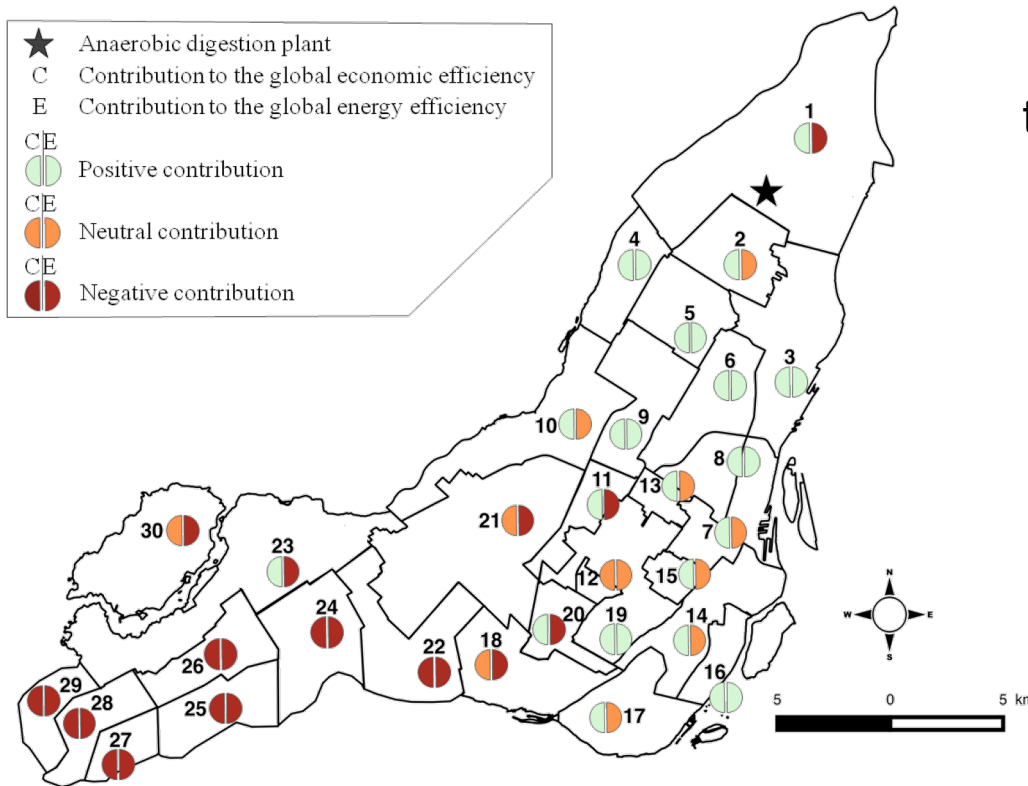 Anaerobic digestion plant
C Contribution to the global economic efficiency
E Contribution to the global energy efficiency
CE
Positive contribution
CE
Neutral contribution
CE
Negative contribution
t
1
2
4
5
6
3
10
9
8
13
11
7
21
30
23
12
15
20
19
14
24
18
22
26
16
29
28
25
17
27
N
W E
S
5 0 5 km